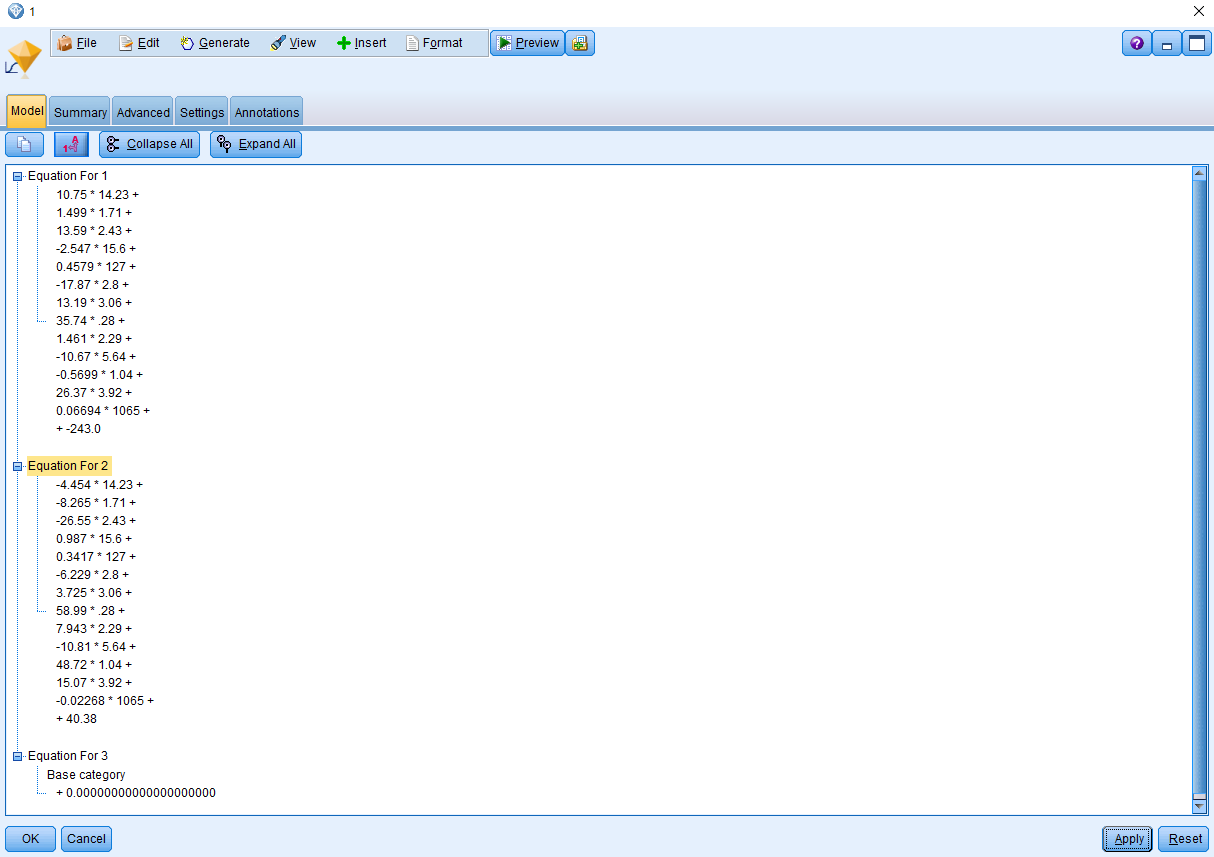 1
File Edit Generate View Insert Format Preview
Model Summary Advanced Settings Annotations
Collapse All Expand All
Equation For 1
10.75 * 14.23 +
1.499 * 1.71 +
13.59 * 2.43 +
-2.547 * 15.6 +
0.4579 * 127 +
-17.87 * 2.8 +
13.19 * 3.06 +
35.74 * .28 +
1.461 * 2.29 +
-10.67 * 5.64 +
-0.5699 * 1.04 +
26.37 * 3.92 +
0.06694 * 1065 +
+ -243.0
Equation For 2
-4.454 * 14.23 +
-8.265 * 1.71 +
-26.55 * 2.43 +
0.987 * 15.6 +
0.3417 * 127 +
-6.229 * 2.8 +
3.725 * 3.06 +
58.99 * .28 +
7.943 * 2.29 +
-10.81 * 5.64 +
48.72 * 1.04 +
15.07 * 3.92 +
-0.02268 * 1065 +
+ 40.38
Equation For 3
Base category
+ 0.00000000000000000000
OK Cancel Apply Reset